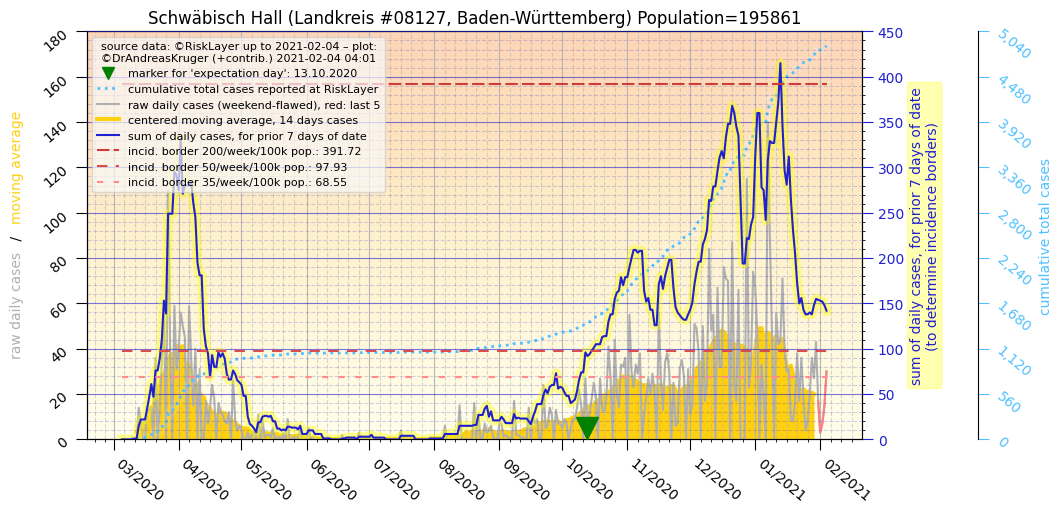 Schwäbisch Hall (Landkreis #08127, Baden-Württemberg) Population=195861
source data: ©RiskLayer up to 2021-02-04 – plot:
©DrAndreasKruger (+contrib.) 2021-02-04 04:01
marker for 'expectation day': 13.10.2020
cumulative total cases reported at RiskLayer
raw daily cases (weekend-flawed), red: last 5
centered moving average, 14 days cases
sum of daily cases, for prior 7 days of date
incid. border 200/week/100k pop.: 391.72
incid. border 50/week/100k pop.: 97.93
incid. border 35/week/100k pop.: 68.55
raw daily cases / moving average
180
160
140
120
100
80
60
40
20
0
03/2020
04/2020
05/2020
06/2020
07/2020
08/2020
09/2020
10/2020
11/2020
12/2020
01/2021
02/2021
450
400
350
300
250
200
150
100
50
0
sum of daily cases, for prior 7 days of date
(to determine incidence borders)
5,040
4,480
3,920
3,360
2,800
2,240
1,680
1,120
560
0
cumulative total cases